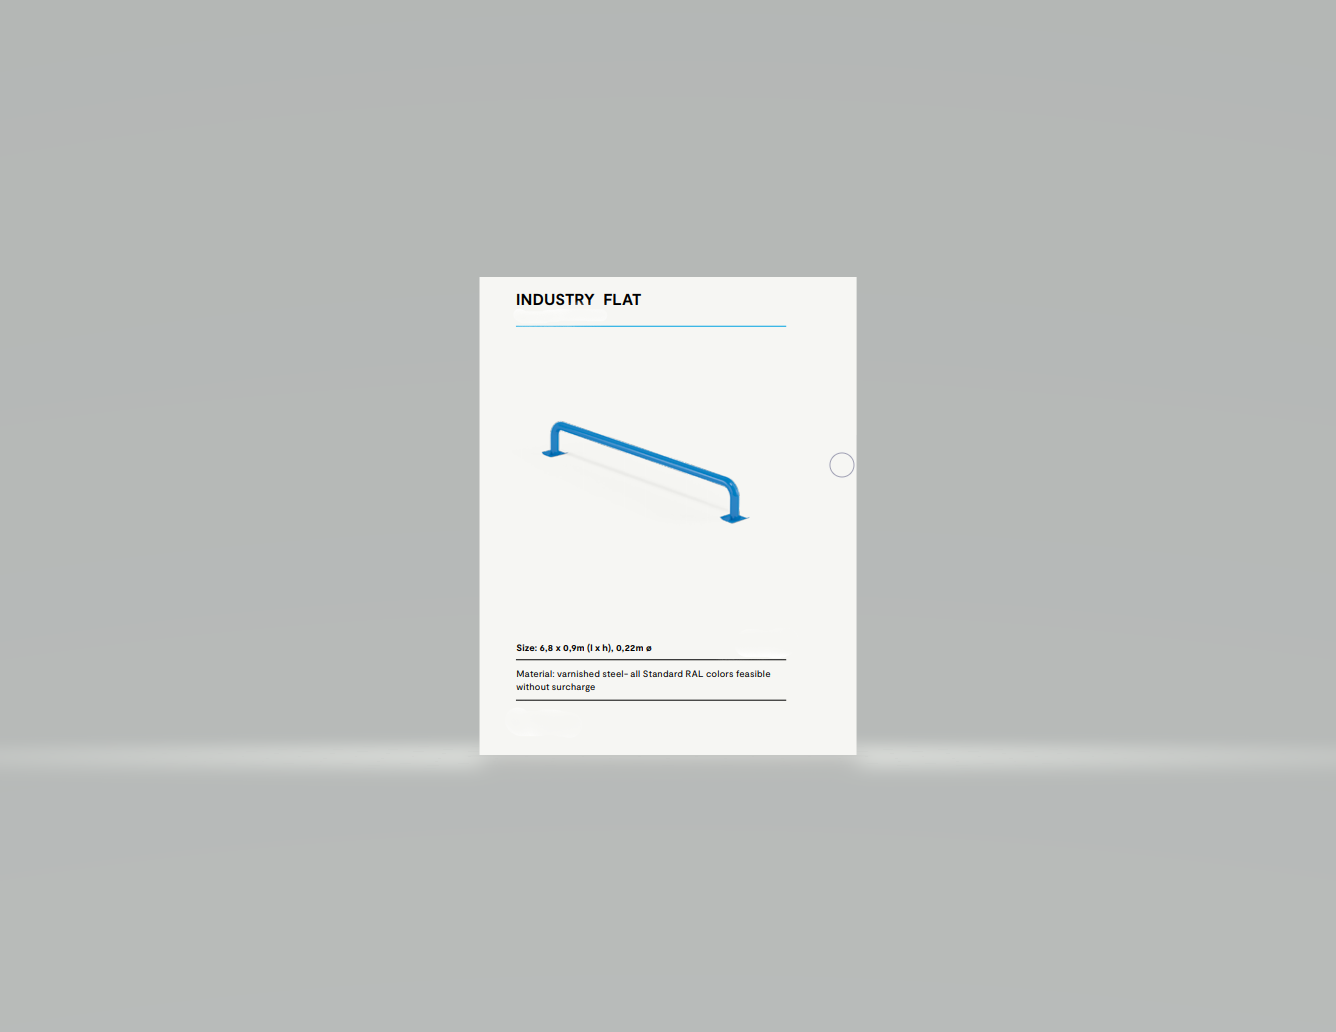 INDUSTRY FLAT
Size: 6,8 x 0,9m (l x h), 0,22m ø
Material: varnished steel- all Standard RAL colors feasible
without surcharge